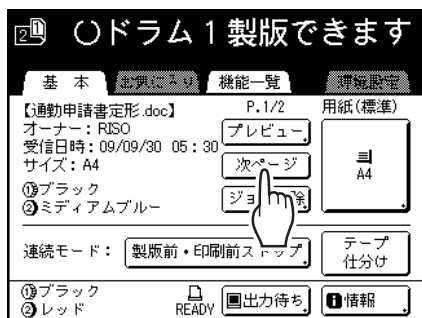 2 ○ドラム1製版できます
基本 お気に入り 機能一覧 環境設定
【通勤申請書定形.doc】 P.1/2 用紙(標準)
オーナー：RISO プレビュー
受信日時：09/09/30 05：30
サイズ：A4 次ページ A4
①ブラック
②ミディアムブルー
連続モード： 製版前・印刷前ストップ テープ
仕分け
①ブラック
②レッド READY 出力待ち 情報